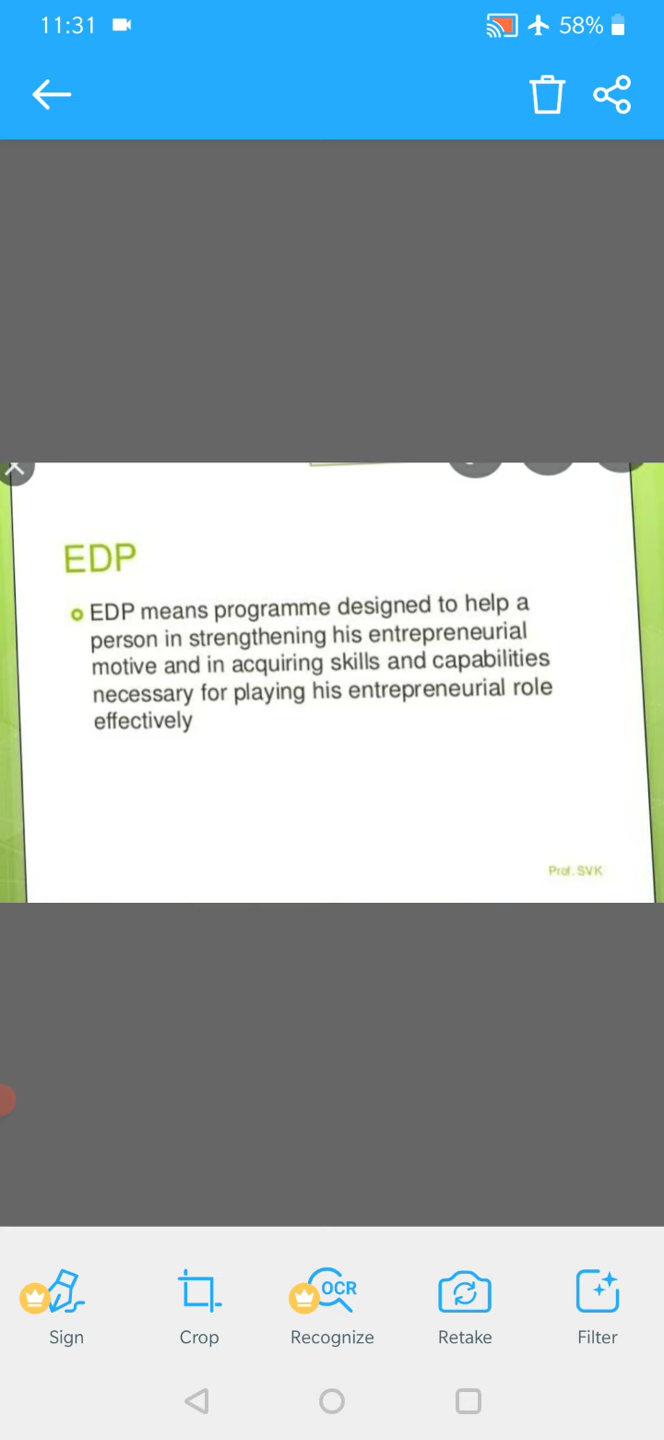 11:31
58%
EDP
EDP means programme designed to help a
person in strengthening his entrepreneurial
motive and in acquiring skills and capabilities
necessary for playing his entrepreneurial role
effectively
Prof. SVK
OCR
Sign
Crop
Recognize
Retake
Filter